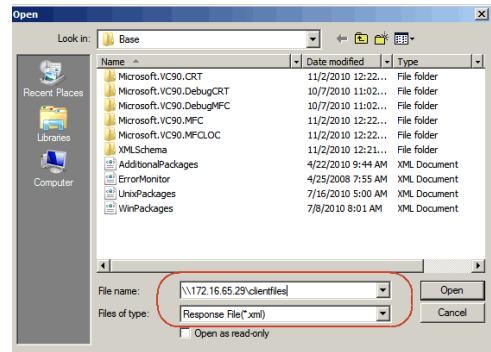 Open
Look in:
Base
Name Date modified Type
Microsoft.VC90.CRT 11/2/2010 12:22... File folder
Microsoft.VC90.DebugCRT 10/7/2010 11:02... File folder
Microsoft.VC90.DebugMFC 10/7/2010 11:02... File folder
Microsoft.VC90.MFC 11/2/2010 12:22... File folder
Microsoft.VC90.MFCLOC 11/2/2010 12:22... File folder
XMLSchema 11/2/2010 12:21... File folder
AdditionalPackages 4/22/2010 9:44 AM XML Document
ErrorMonitor 4/25/2008 7:55 AM XML Document
UnixPackages 7/16/2010 5:00 AM XML Document
WinPackages 7/8/2010 8:01 AM XML Document
Recent Places
Libraries
Computer
File name: \\172.16.65.29\clientfiles Open
Files of type: Response File(*.xml) Cancel
Open as read-only